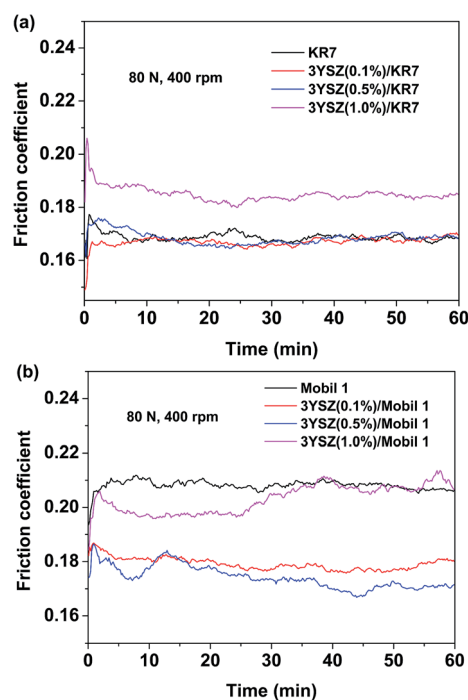 (a)
0.24
0.22
0.20
0.18
0.16
Friction coefficient
80 N, 400 rpm
KR7
3YSZ(0.1%)/KR7
3YSZ(0.5%)/KR7
3YSZ(1.0%)/KR7
0 10 20 30 40 50 60
Time (min)
(b)
0.24
0.22
0.20
0.18
0.16
Friction coefficient
80 N, 400 rpm
Mobil 1
3YSZ(0.1%)/Mobil 1
3YSZ(0.5%)/Mobil 1
3YSZ(1.0%)/Mobil 1
0 10 20 30 40 50 60
Time (min)